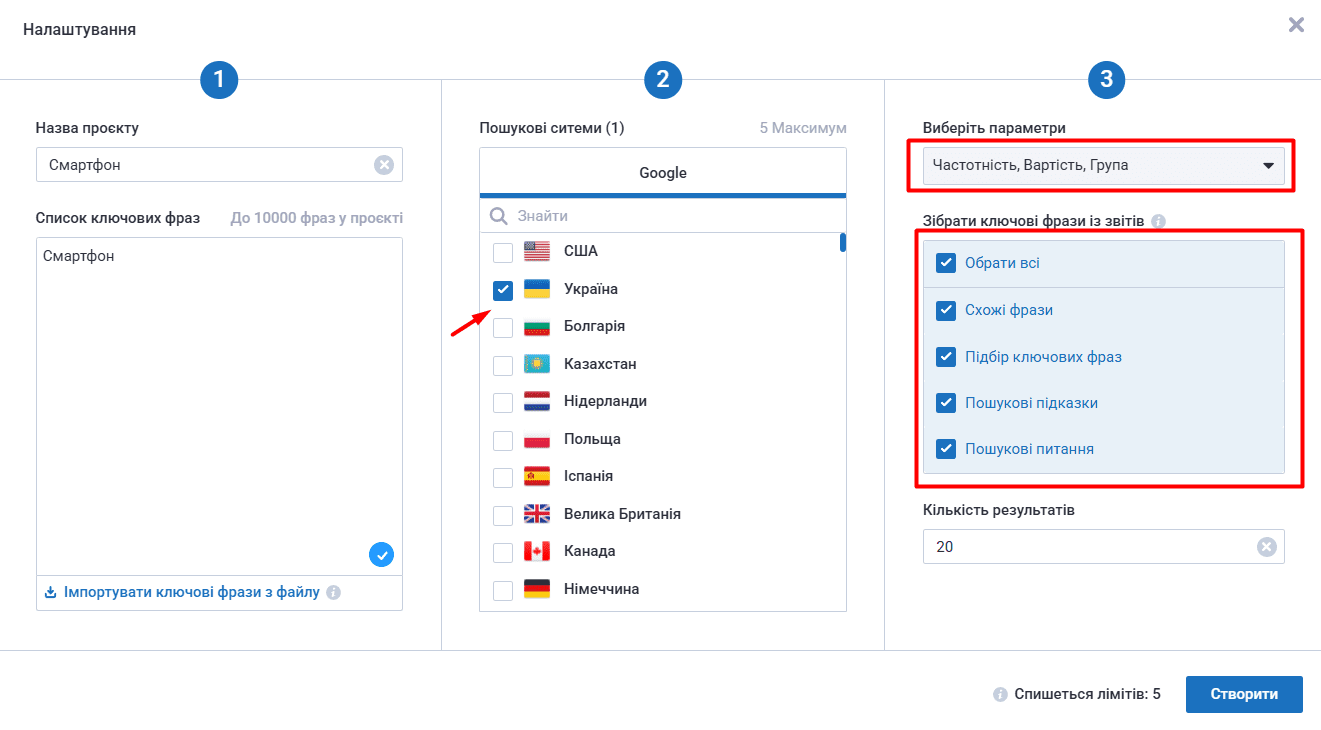 Налаштування
1
2
3
Назва проєкту
Смартфон
Список ключових фраз До 10000 фраз у проєкті
Смартфон
Імпортувати ключові фрази з файлу
Пошукові ситеми (1) 5 Максимум
Google
Знайти
США
Україна
Болгарія
Казахстан
Нідерланди
Польща
Іспанія
Велика Британія
Канада
Німеччина
Виберіть параметри
Частотність, Вартість, Група
Зібрати ключові фрази із звітів
Обрати всі
Схожі фрази
Підбір ключових фраз
Пошукові підказки
Пошукові питання
Кількість результатів
20
Спишеться лімітів: 5
Створити